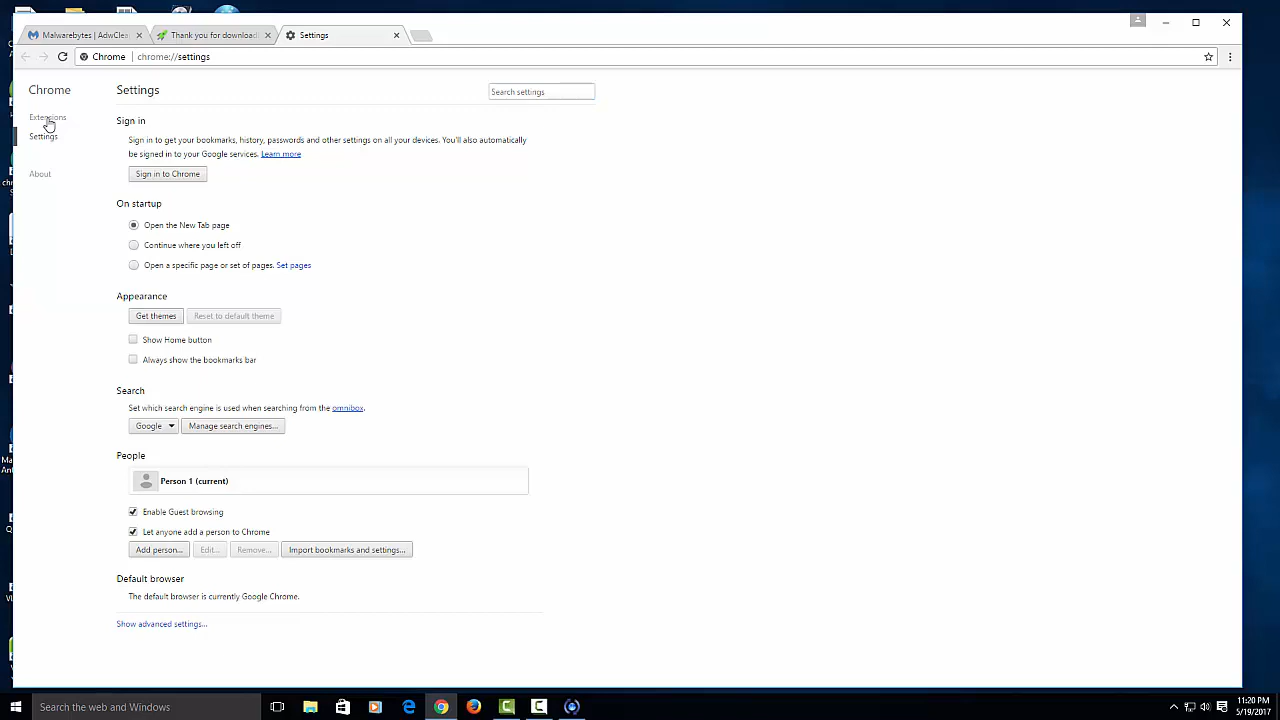 Malwarebytes | AdwCle
Thank you for downloadi
Settings
Chrome
chrome://settings
Chrome
Extensions
Settings
About
Settings
Search settings
Sign in
Sign in to get your bookmarks, history, passwords and other settings on all your devices. You'll also automatically
be signed in to your Google services. Learn more
Sign in to Chrome
On startup
Open the New Tab page
Continue where you left off
Open a specific page or set of pages. Set pages
Appearance
Get themes
Reset to default theme
Show Home button
Always show the bookmarks bar
Search
Set which search engine is used when searching from the omnibox.
Google
Manage search engines...
People
Person 1 (current)
Enable Guest browsing
Let anyone add a person to Chrome
Add person...
Edit...
Remove...
Import bookmarks and settings...
Default browser
The default browser is currently Google Chrome.
Show advanced settings...
Search the web and Windows
11:20 PM
5/19/2017